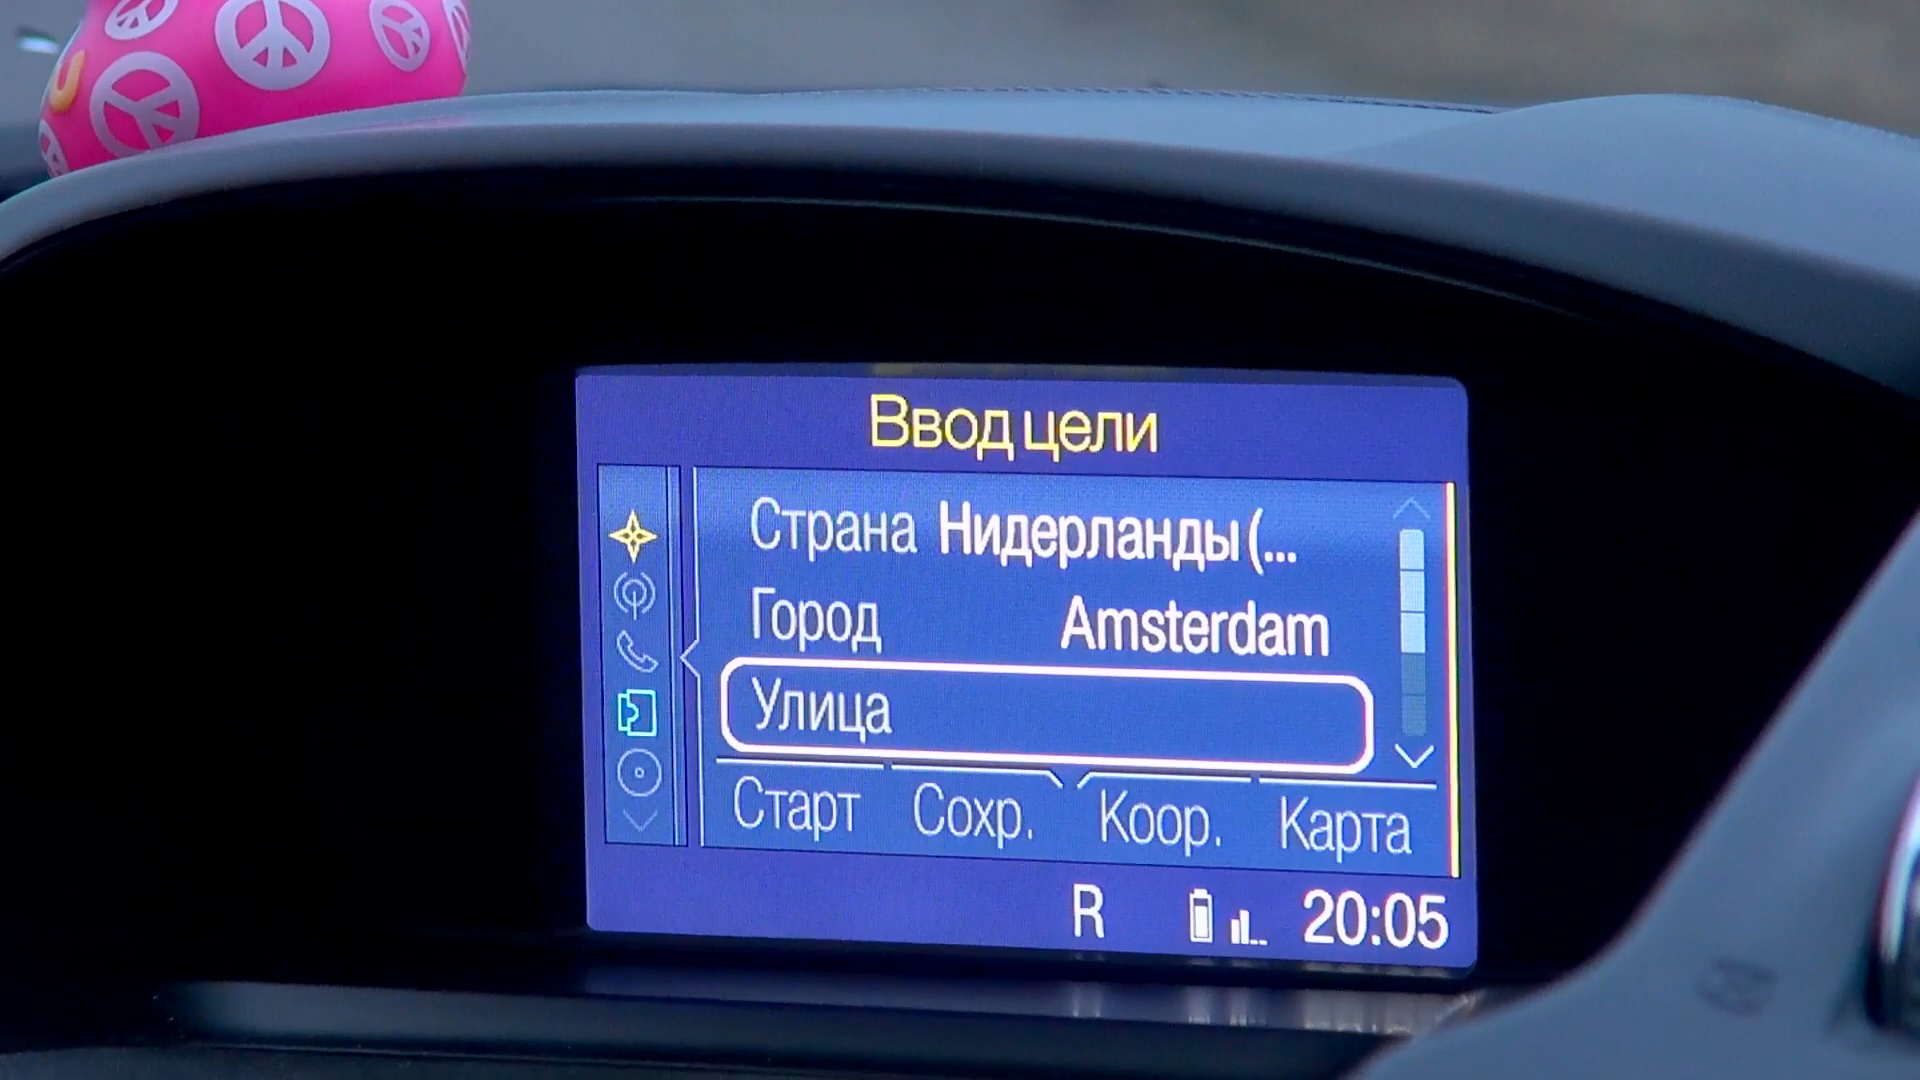 Ввод цели
Страна Нидерланды (...
Город Amsterdam
Улица
Старт Сохр. Коор. Карта
R 20:05